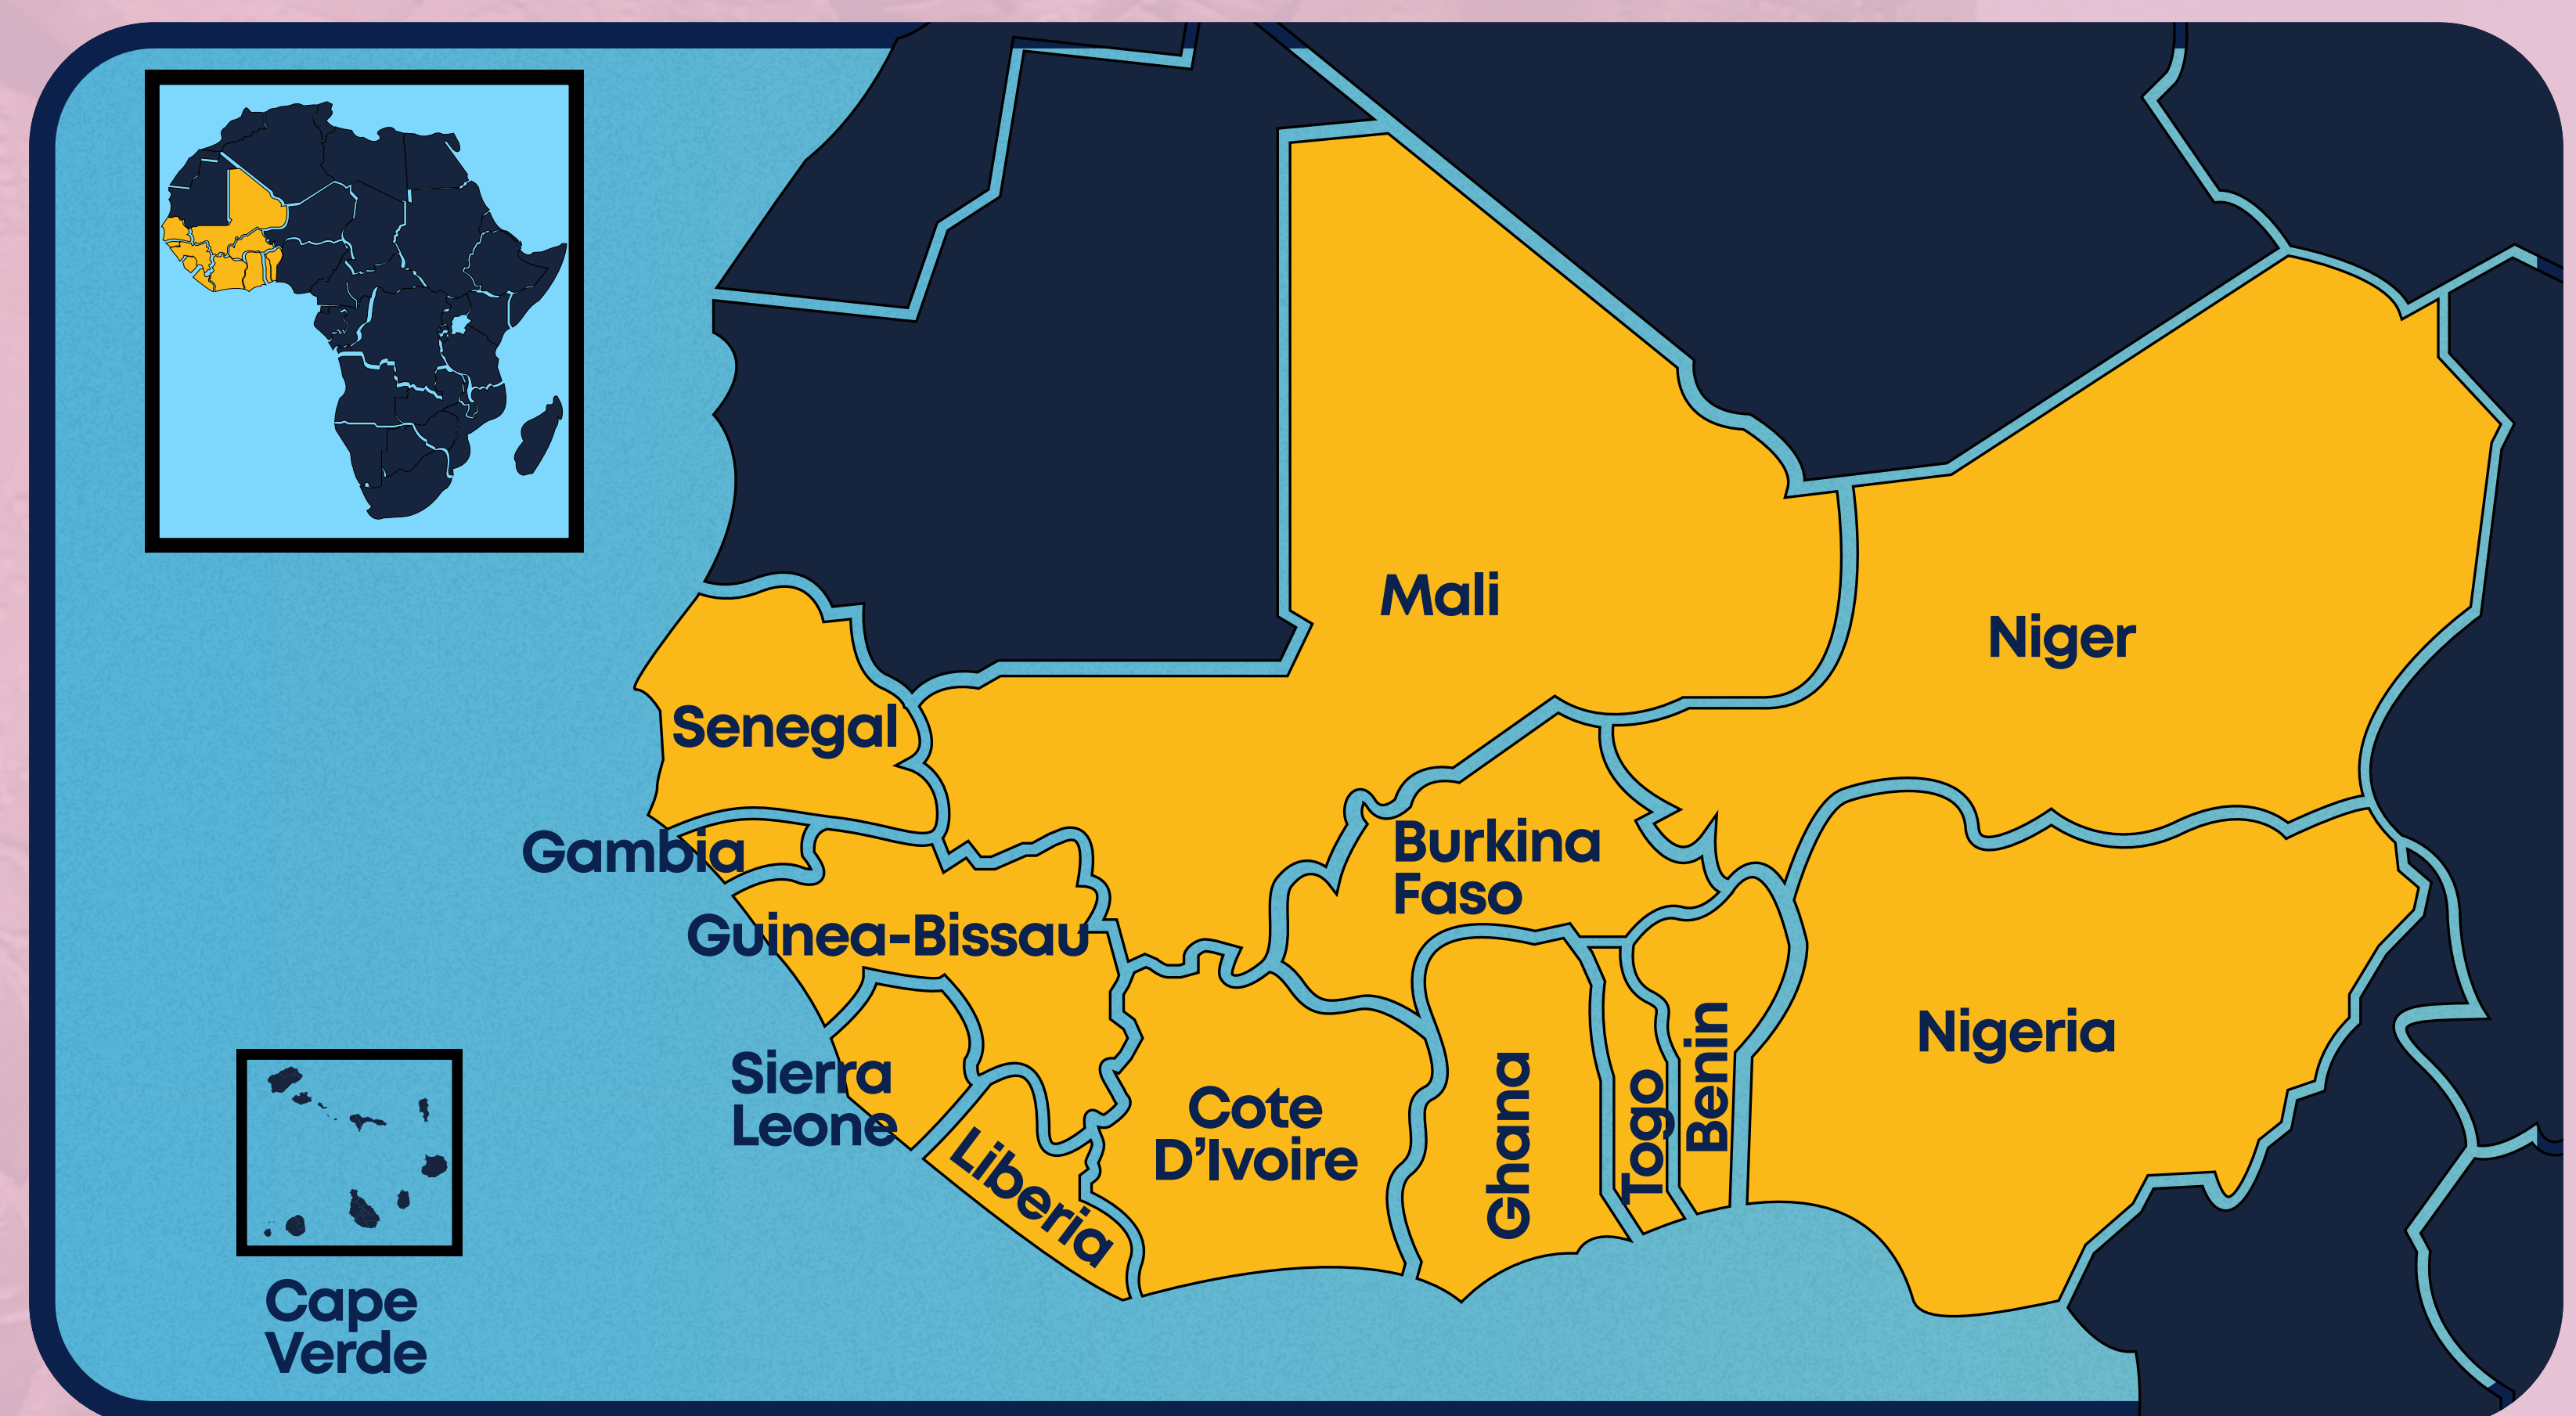 Mali
Niger
Senegal
Gambia
Burkina
Faso
Guinea-Bissau
Nigeria
Sierra
Leone
Liberia
Cote
D’Ivoire
Ghana
Togo
Benin
Cape
Verde